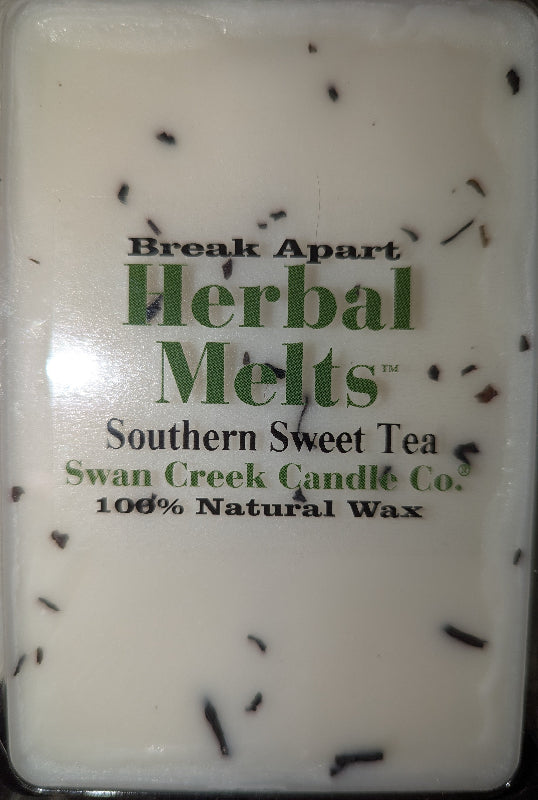 Break Apart
Herbal
Melts™
Southern Sweet Tea
Swan Creek Candle Co.®
100% Natural Wax